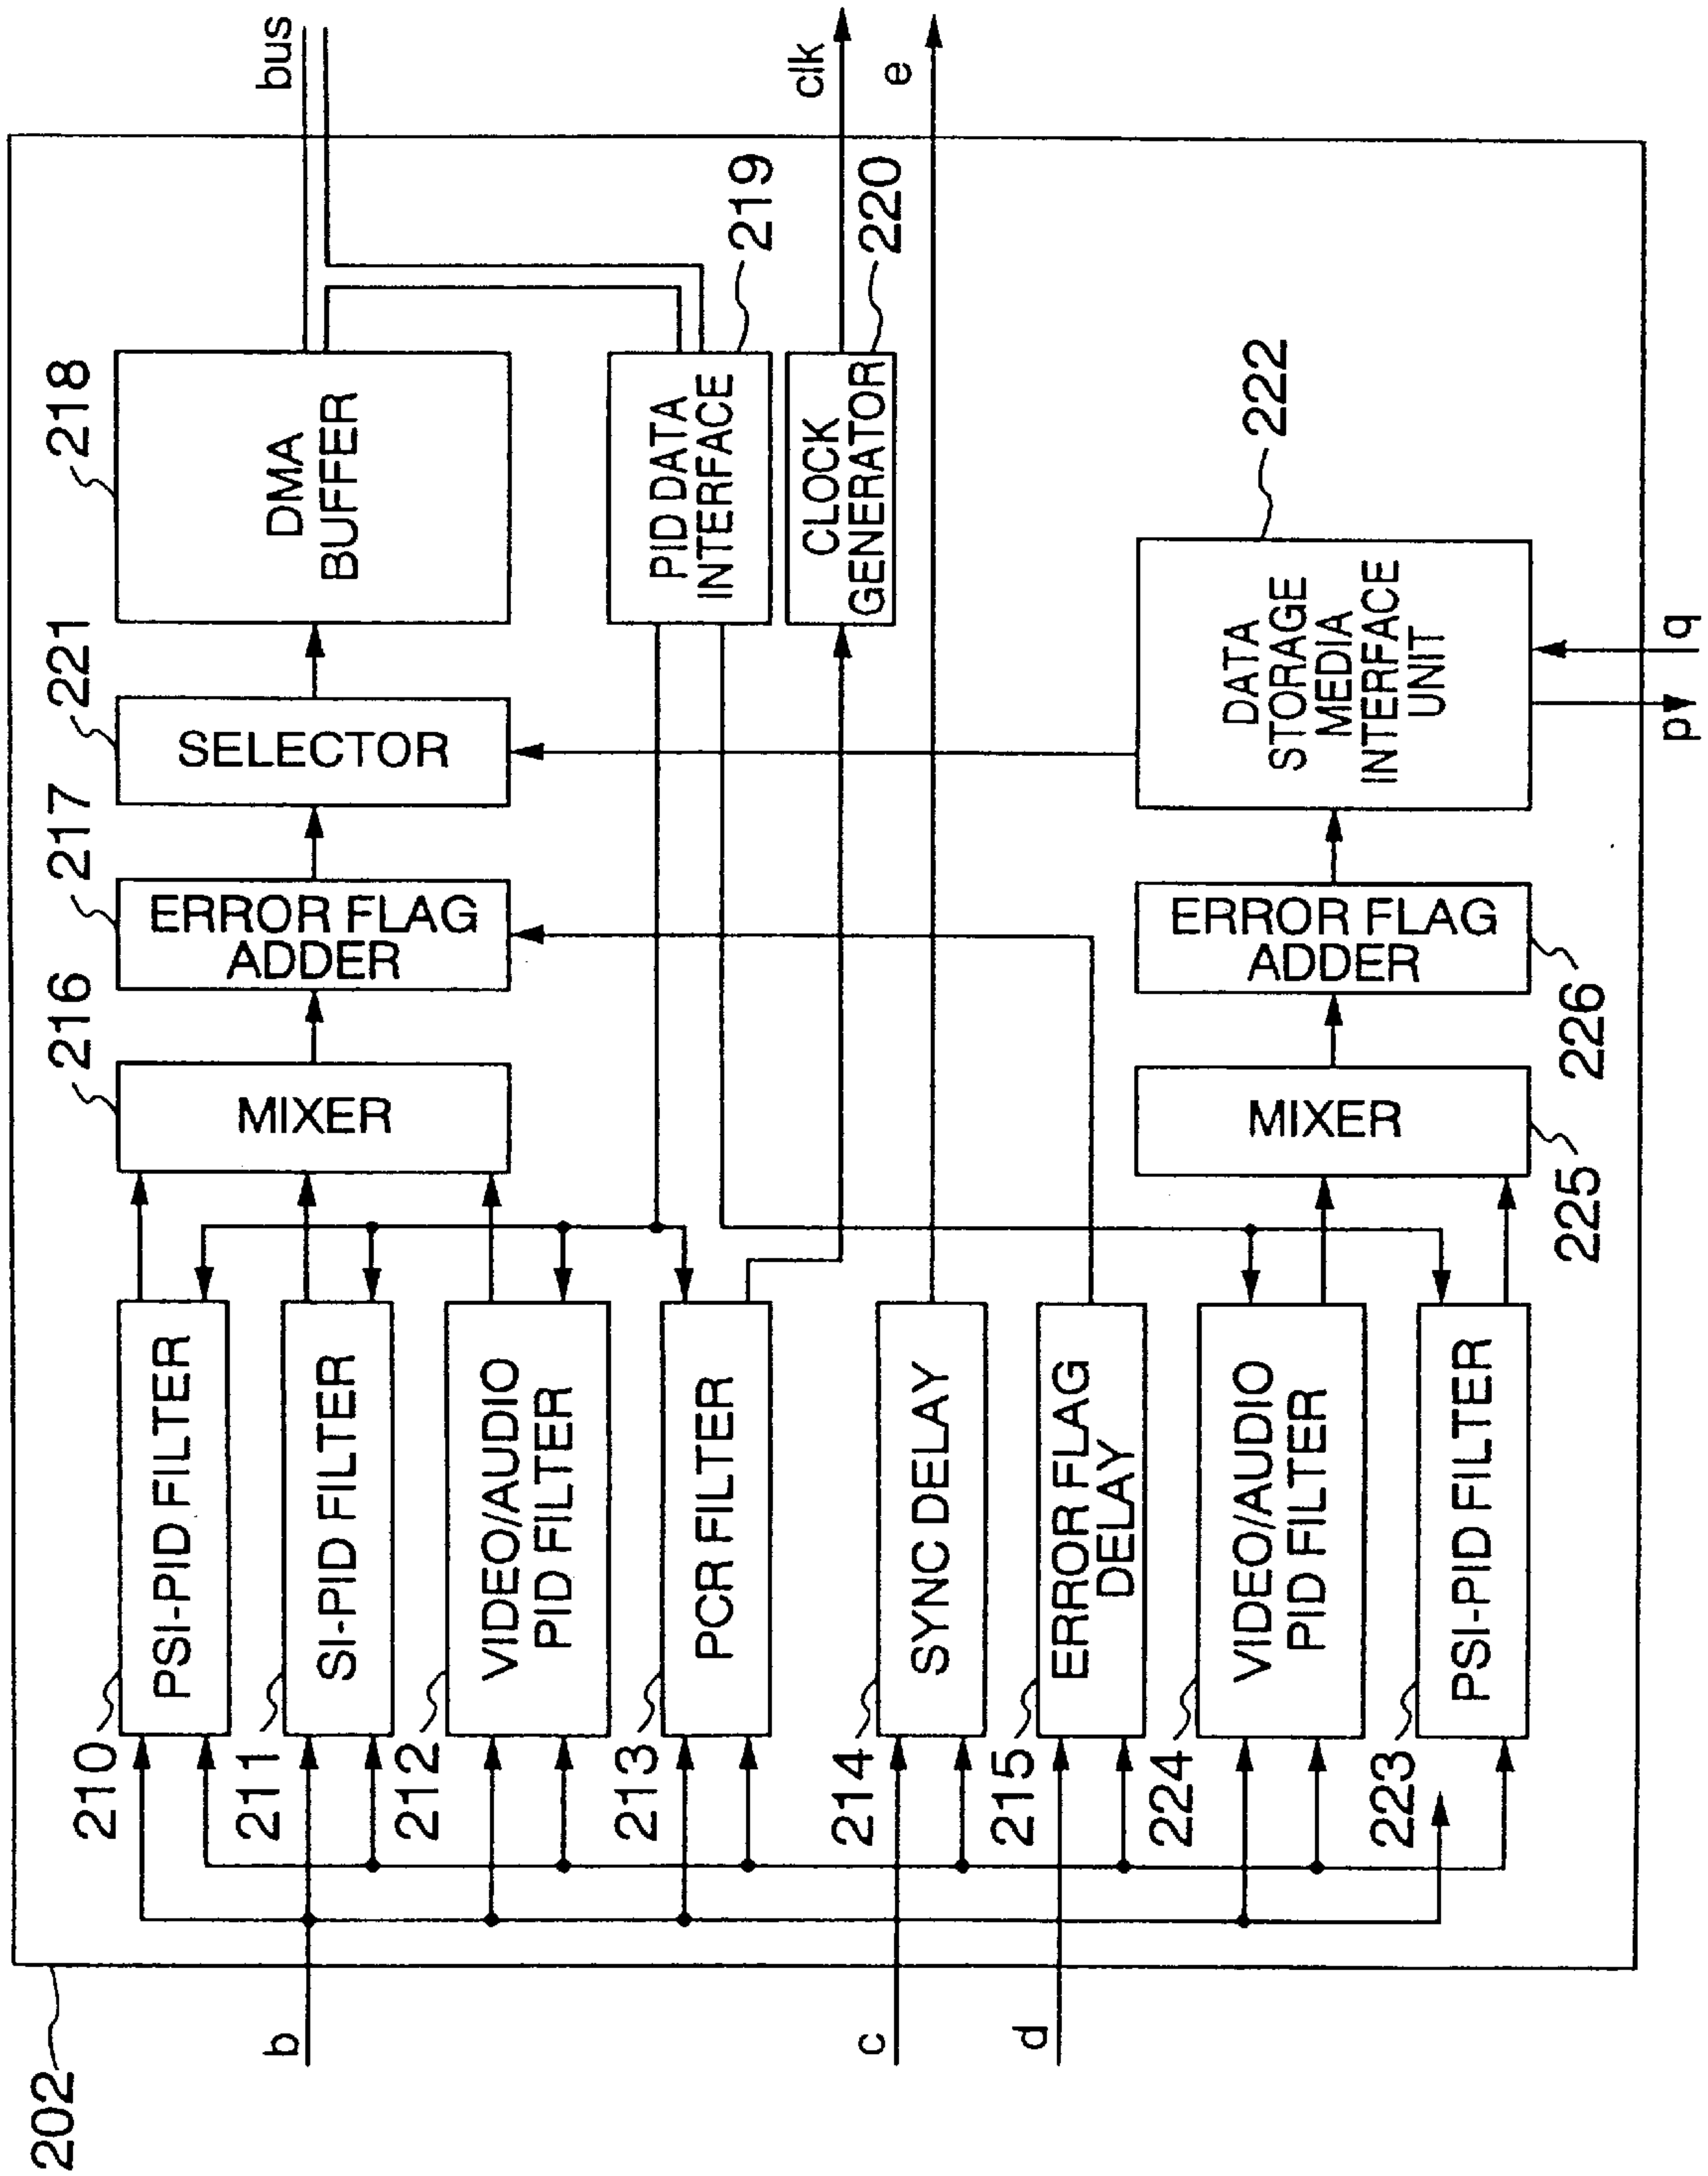 202
b
c
d
210
PSI-PID FILTER
211
SI-PID FILTER
212
VIDEO/AUDIO
PID FILTER
213
PCR FILTER
214
SYNC DELAY
215
ERROR FLAG
DELAY
224
VIDEO/AUDIO
PID FILTER
223
PSI-PID FILTER
216
MIXER
225
MIXER
217
ERROR FLAG
ADDER
226
ERROR FLAG
ADDER
221
SELECTOR
218
DMA
BUFFER
PID DATA
INTERFACE
219
CLOCK
GENERATOR
220
222
DATA
STORAGE
MEDIA
INTERFACE
UNIT
bus
clk
e
p
q